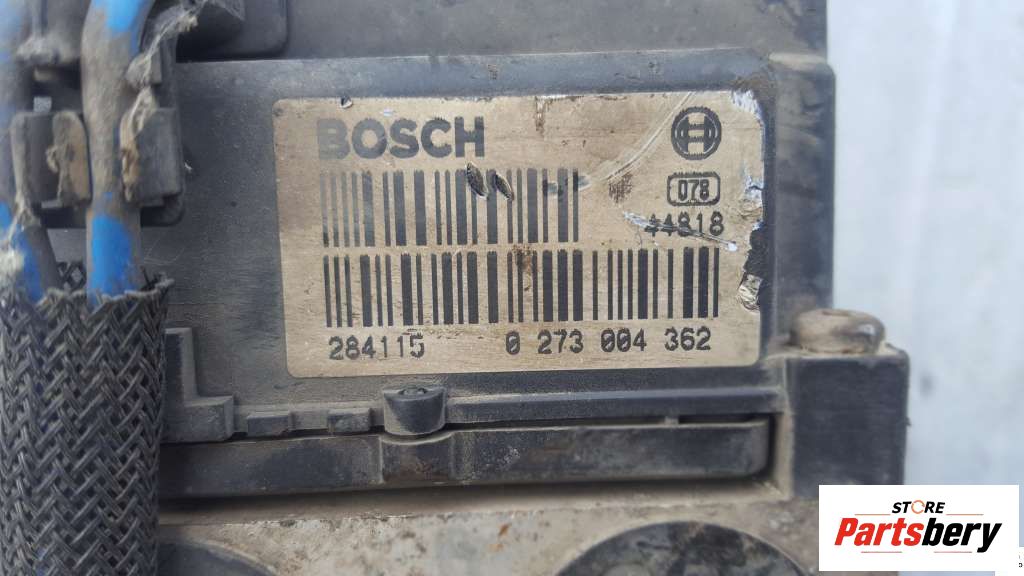 BOSCH
078
44818
284115 0 273 004 362
STORE
Partsbery